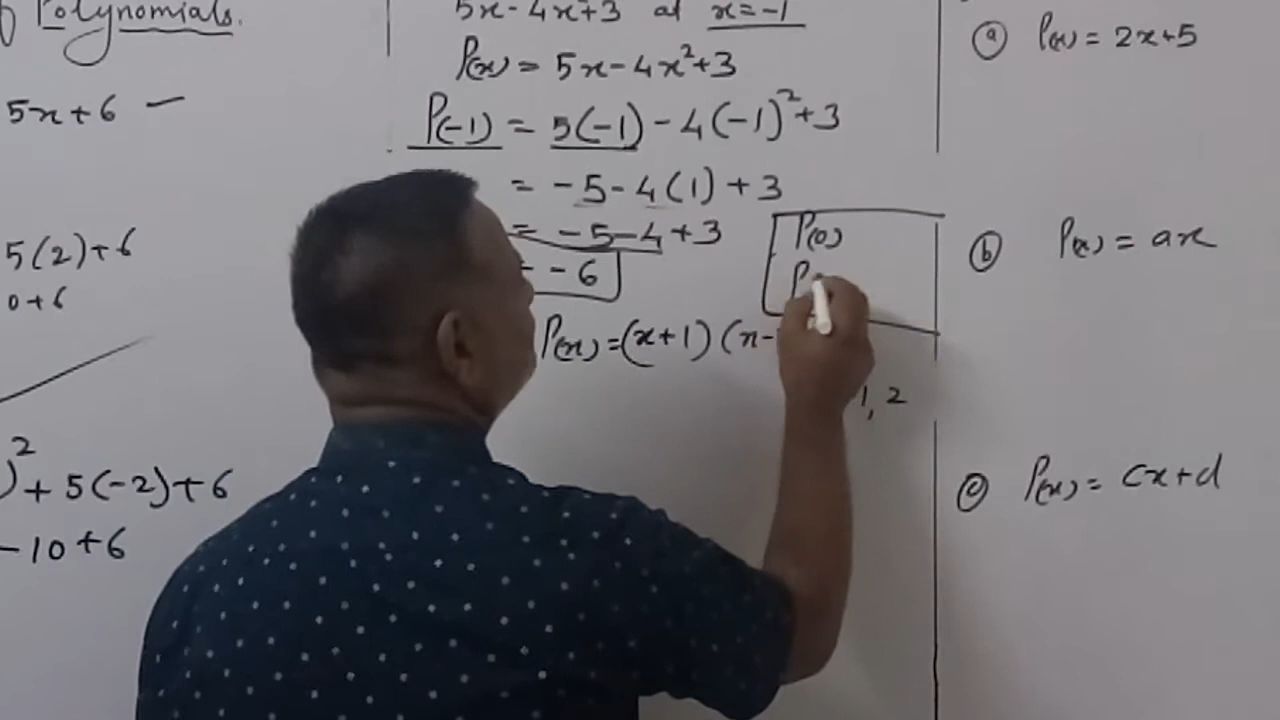 Polynomials.
5x+6 -
5(2)+6
0+6
)² + 5(-2)+6
-10+6
5x-4x²+3 at x=-1
P(x) = 5x-4x²+3
P(-1) = 5(-1)-4(-1)²+3
= -5-4(1)+3
= -5-4+3
= -6
P(x)=(x+1)(x-
P(0)
1, 2
(a) P(x) = 2x+5
(b) P(x) = ax
(c) P(x) = cx+d